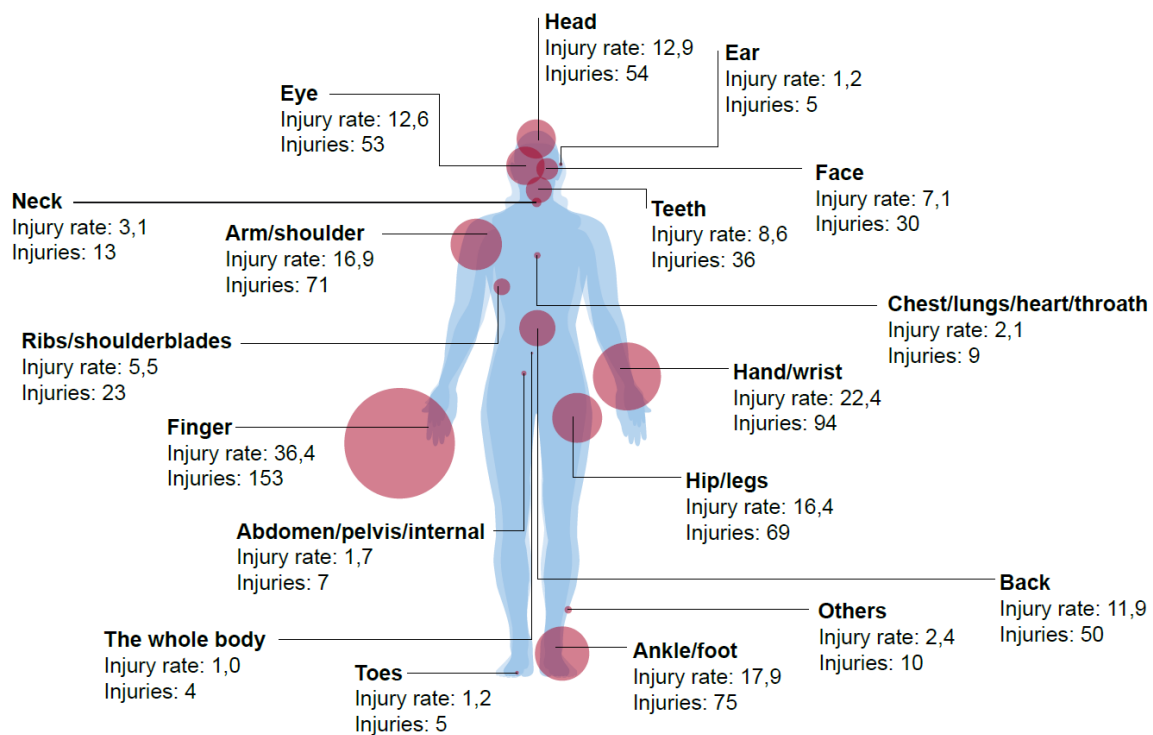 Head
Injury rate: 12,9
Injuries: 54
Ear
Injury rate: 1,2
Injuries: 5
Eye
Injury rate: 12,6
Injuries: 53
Face
Injury rate: 7,1
Injuries: 30
Neck
Injury rate: 3,1
Injuries: 13
Teeth
Injury rate: 8,6
Injuries: 36
Arm/shoulder
Injury rate: 16,9
Injuries: 71
Chest/lungs/heart/throath
Injury rate: 2,1
Injuries: 9
Ribs/shoulderblades
Injury rate: 5,5
Injuries: 23
Hand/wrist
Injury rate: 22,4
Injuries: 94
Finger
Injury rate: 36,4
Injuries: 153
Hip/legs
Injury rate: 16,4
Injuries: 69
Abdomen/pelvis/internal
Injury rate: 1,7
Injuries: 7
Back
Injury rate: 11,9
Injuries: 50
Others
Injury rate: 2,4
Injuries: 10
The whole body
Injury rate: 1,0
Injuries: 4
Ankle/foot
Injury rate: 17,9
Injuries: 75
Toes
Injury rate: 1,2
Injuries: 5